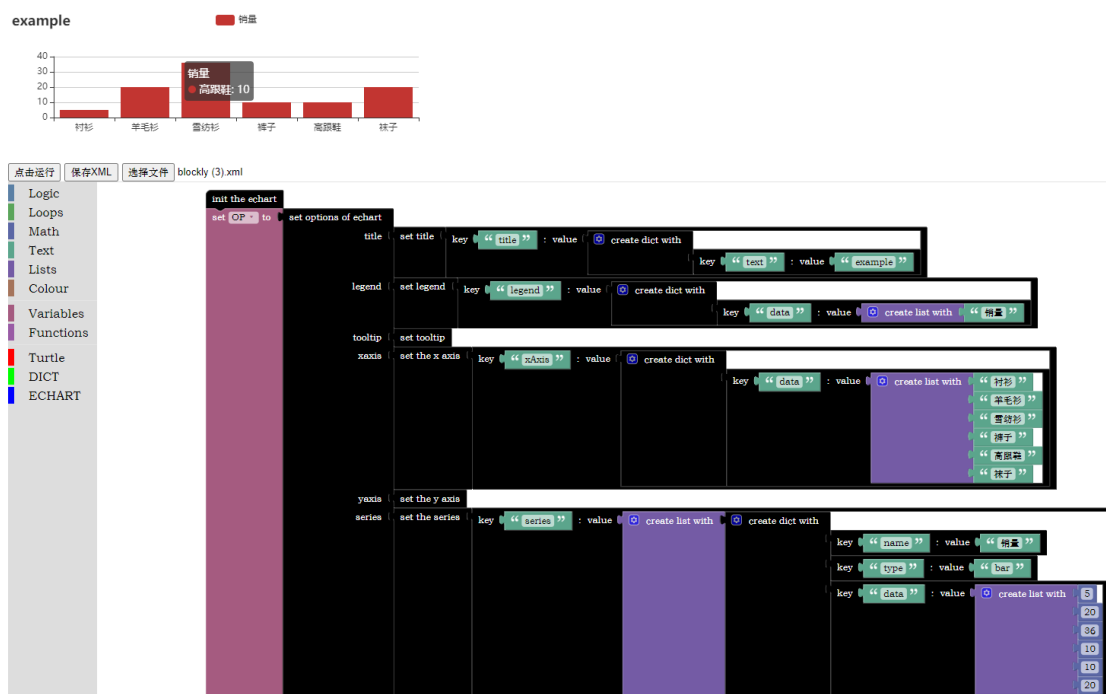 example
销量
40
30
20
10
0
销量
高跟鞋: 10
衬衫 羊毛衫 雪纺衫 裤子 高跟鞋 袜子
点击运行 保存XML 选择文件 blockly (3).xml
Logic
Loops
Math
Text
Lists
Colour
Variables
Functions
Turtle
DICT
ECHART
init the echart
set OP to set options of echart
title set title key “ title ” : value create dict with
key “ text ” : value “ example ”
legend set legend key “ legend ” : value create dict with
key “ data ” : value create list with “ 销量 ”
tooltip set tooltip
xaxis set the x axis key “ xAxis ” : value create dict with
key “ data ” : value create list with “ 衬衫 ”
“ 羊毛衫 ”
“ 雪纺衫 ”
“ 裤子 ”
“ 高跟鞋 ”
“ 袜子 ”
yaxis set the y axis
series set the series key “ series ” : value create list with create dict with
key “ name ” : value “ 销量 ”
key “ type ” : value “ bar ”
key “ data ” : value create list with 5
20
36
10
10
20